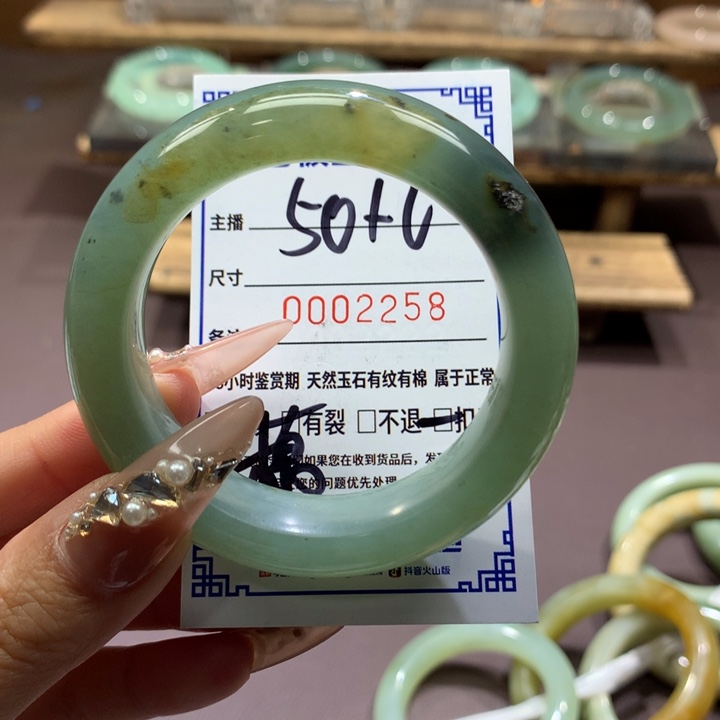 主播
50+6
尺寸
0002258
小时鉴赏期 天然玉石有纹有棉 属于正常
□有裂 □不退 □扣
如果您在收到货品后，发
的问题优先处理
抖音火山版